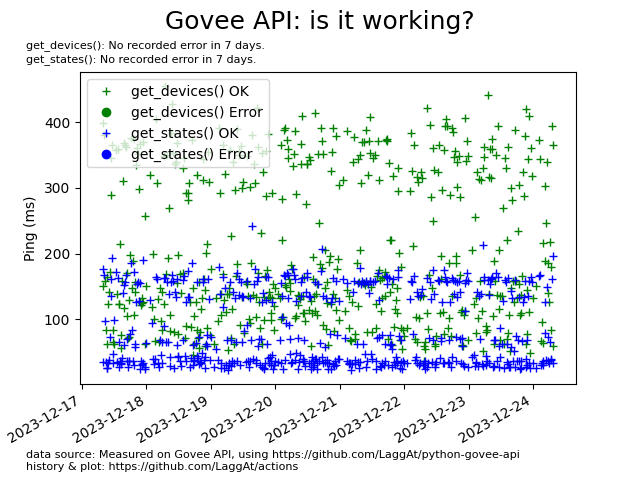 Govee API: is it working?
get_devices(): No recorded error in 7 days.
get_states(): No recorded error in 7 days.
get_devices() OK
get_devices() Error
get_states() OK
get_states() Error
Ping (ms)
400
300
200
100
2023-12-17
2023-12-18
2023-12-19
2023-12-20
2023-12-21
2023-12-22
2023-12-23
2023-12-24
data source: Measured on Govee API, using https://github.com/LaggAt/python-govee-api
history & plot: https://github.com/LaggAt/actions